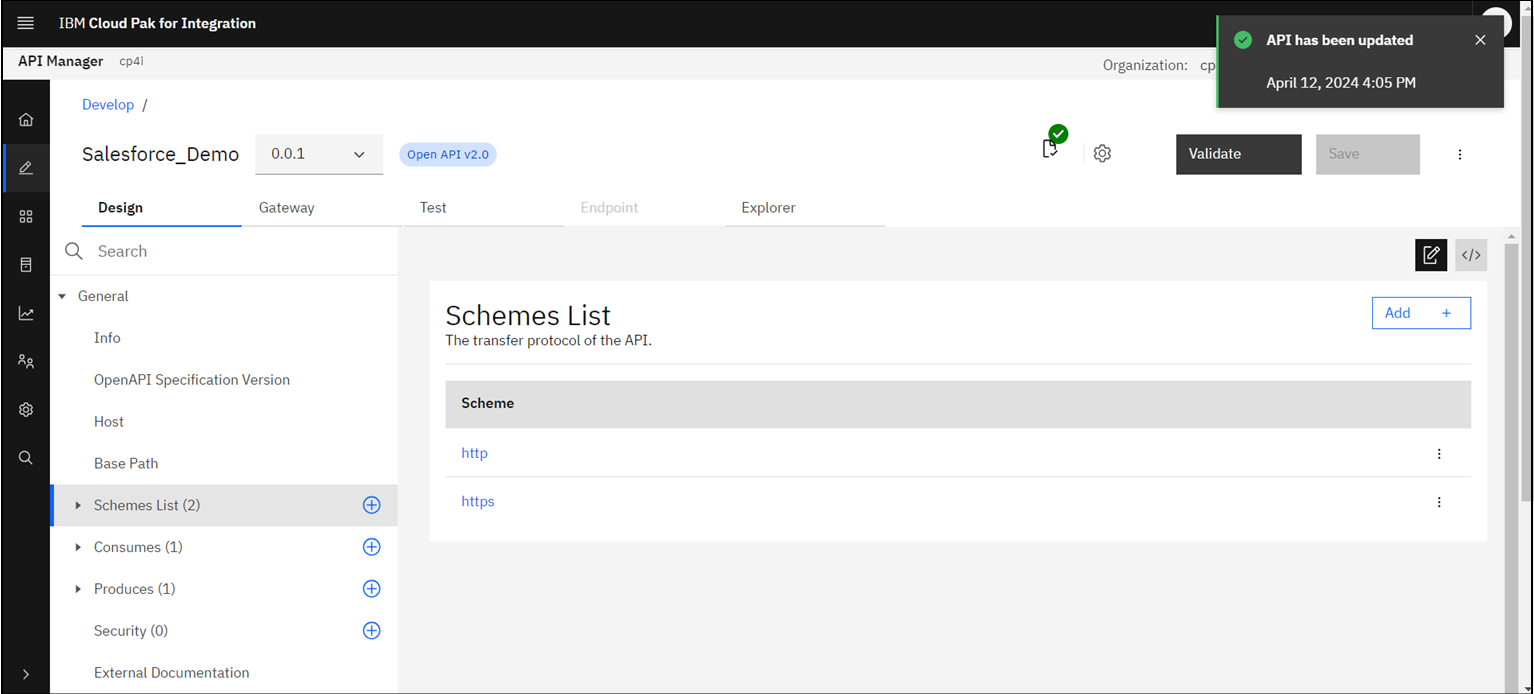 IBM Cloud Pak for Integration
API has been updated
April 12, 2024 4:05 PM
API Manager cp4i
Organization: cp
Develop /
Salesforce_Demo 0.0.1 Open API v2.0 Validate Save
Design Gateway Test Endpoint Explorer
Search
</>
General
Info
OpenAPI Specification Version
Host
Base Path
Schemes List (2)
Consumes (1)
Produces (1)
Security (0)
External Documentation
Schemes List
Add +
The transfer protocol of the API.
Scheme
http
https